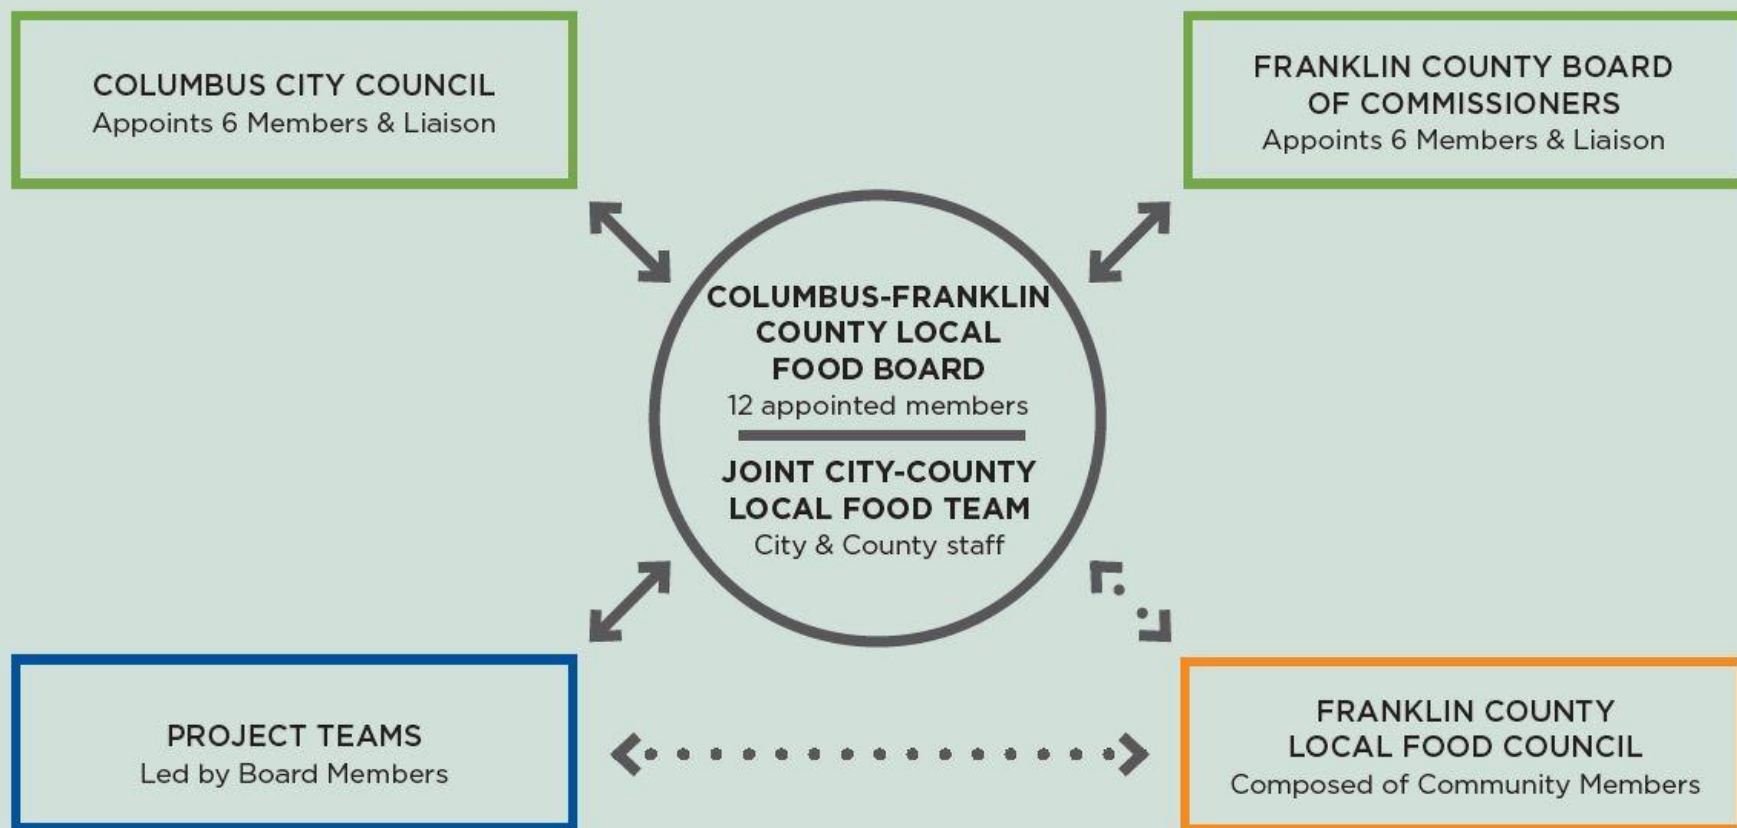 COLUMBUS CITY COUNCIL
Appoints 6 Members & Liaison
FRANKLIN COUNTY BOARD
OF COMMISSIONERS
Appoints 6 Members & Liaison
COLUMBUS-FRANKLIN
COUNTY LOCAL
FOOD BOARD
12 appointed members
JOINT CITY-COUNTY
LOCAL FOOD TEAM
City & County staff
PROJECT TEAMS
Led by Board Members
FRANKLIN COUNTY
LOCAL FOOD COUNCIL
Composed of Community Members